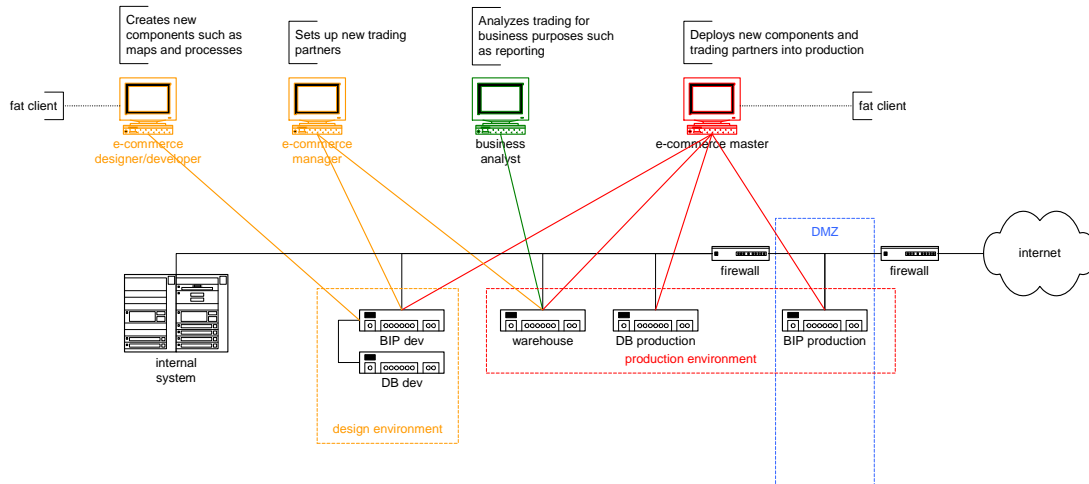 Creates new
components such as
maps and processes
Sets up new trading
partners
Analyzes trading for
business purposes such
as reporting
Deploys new components and
trading partners into production
fat client
fat client
e-commerce
designer/developer
e-commerce
manager
business
analyst
e-commerce master
DMZ
internet
firewall
firewall
internal
system
BIP dev
DB dev
warehouse
DB production
BIP production
production environment
design environment